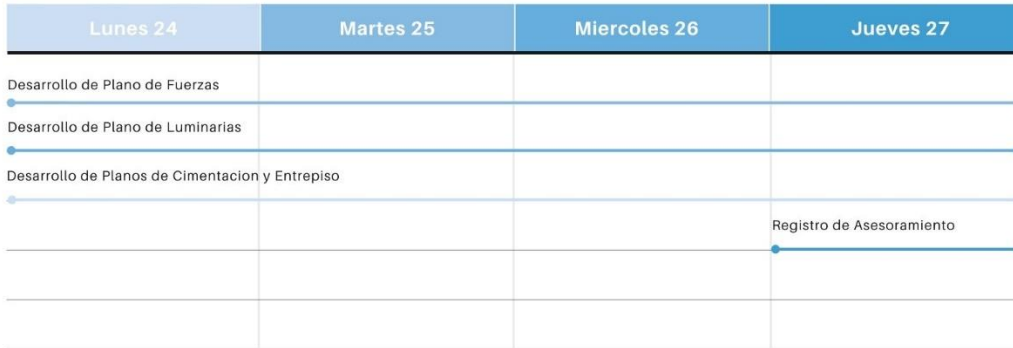 Lunes 24
Martes 25
Miercoles 26
Jueves 27
Desarrollo de Plano de Fuerzas
Desarrollo de Plano de Luminarias
Desarrollo de Planos de Cimentacion y Entrepiso
Registro de Asesoramiento